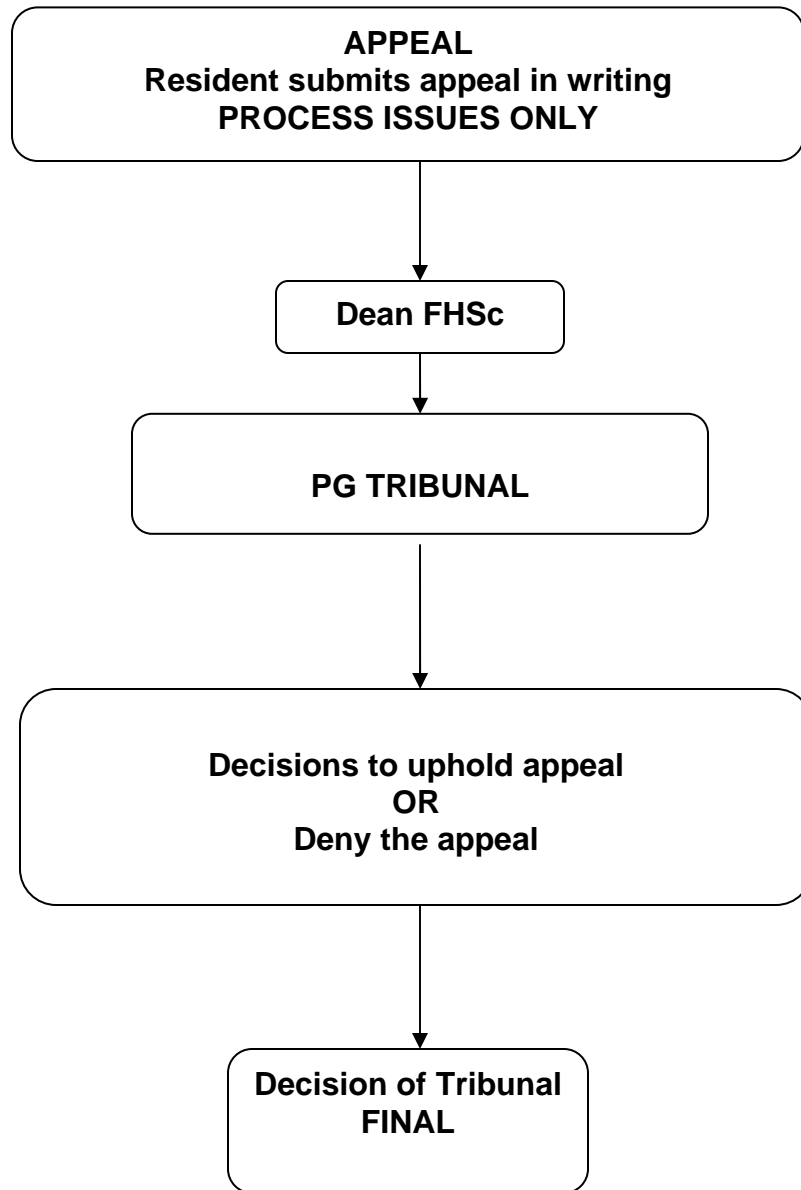 APPEAL
Resident submits appeal in writing
PROCESS ISSUES ONLY
Dean FHSc
PG TRIBUNAL
Decisions to uphold appeal
OR
Deny the appeal
Decision of Tribunal
FINAL